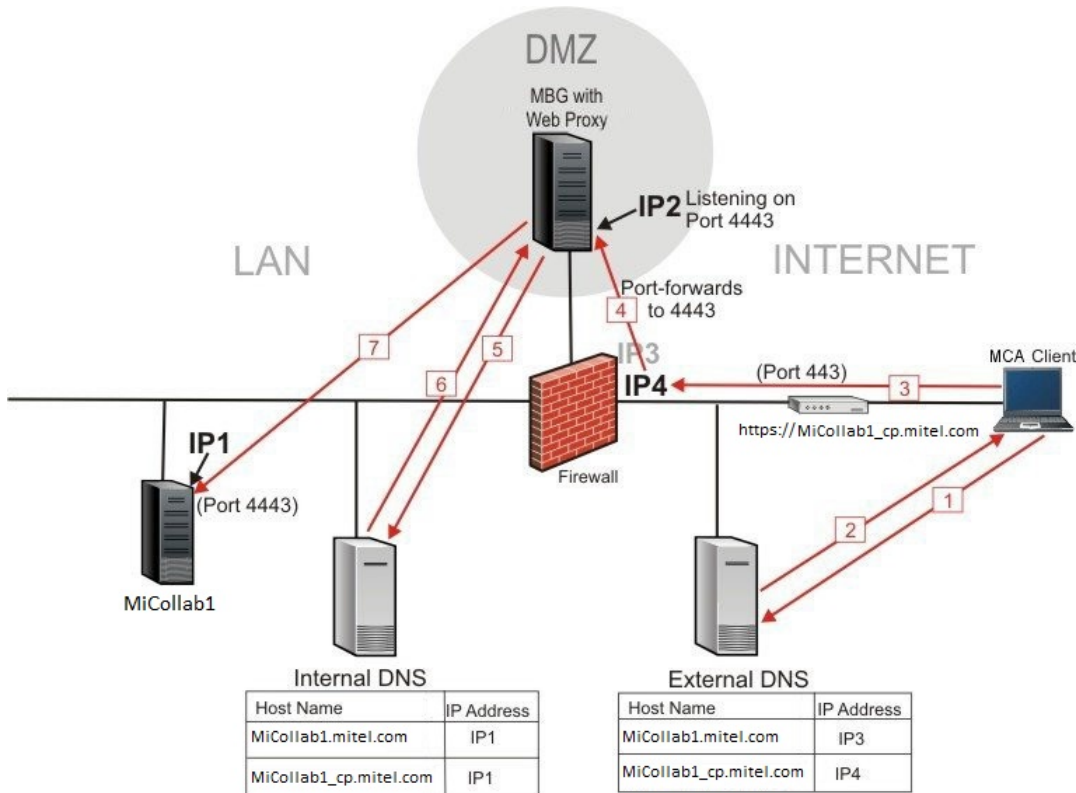 DMZ
MBG with
Web Proxy
IP2
Listening on
Port 4443
LAN
INTERNET
Port-forwards
to 4443
4
7
6
5
IP3
IP4
(Port 443)
3
MCA Client
https://MiCollab1_cp.mitel.com
Firewall
IP1
(Port 4443)
MiCollab1
2
1
Internal DNS
Host Name IP Address
MiCollab1.mitel.com IP1
MiCollab1_cp.mitel.com IP1
External DNS
Host Name IP Address
MiCollab1.mitel.com IP3
MiCollab1_cp.mitel.com IP4